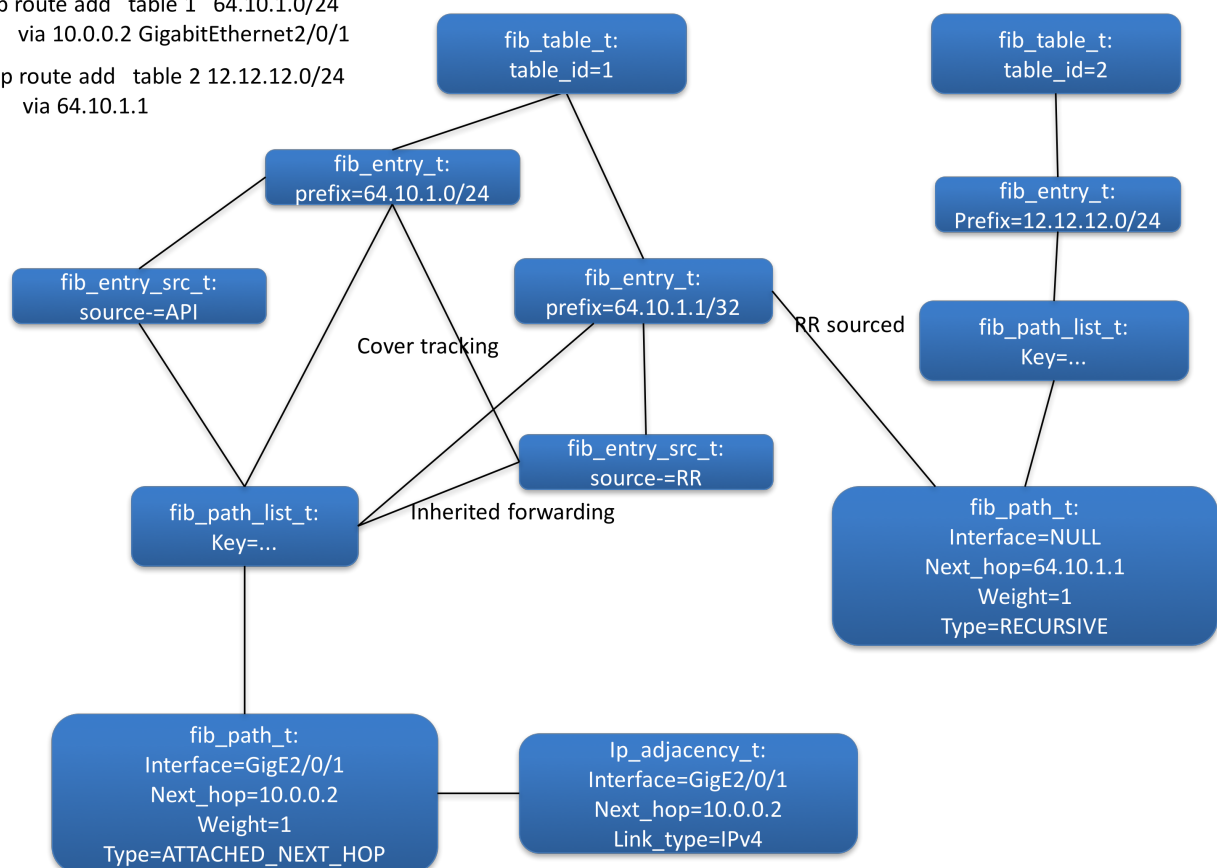 p route add table 1 64.10.1.0/24
via 10.0.0.2 GigabitEthernet2/0/1
p route add table 2 12.12.12.0/24
via 64.10.1.1
fib_table_t:
table_id=1
fib_table_t:
table_id=2
fib_entry_t:
prefix=64.10.1.0/24
fib_entry_t:
Prefix=12.12.12.0/24
fib_entry_src_t:
source-=API
fib_entry_t:
prefix=64.10.1.1/32
RR sourced
fib_path_list_t:
Key=...
Cover tracking
fib_entry_src_t:
source-=RR
Inherited forwarding
fib_path_list_t:
Key=...
fib_path_t:
Interface=NULL
Next_hop=64.10.1.1
Weight=1
Type=RECURSIVE
fib_path_t:
Interface=GigE2/0/1
Next_hop=10.0.0.2
Weight=1
Type=ATTACHED_NEXT_HOP
Ip_adjacency_t:
Interface=GigE2/0/1
Next_hop=10.0.0.2
Link_type=IPv4